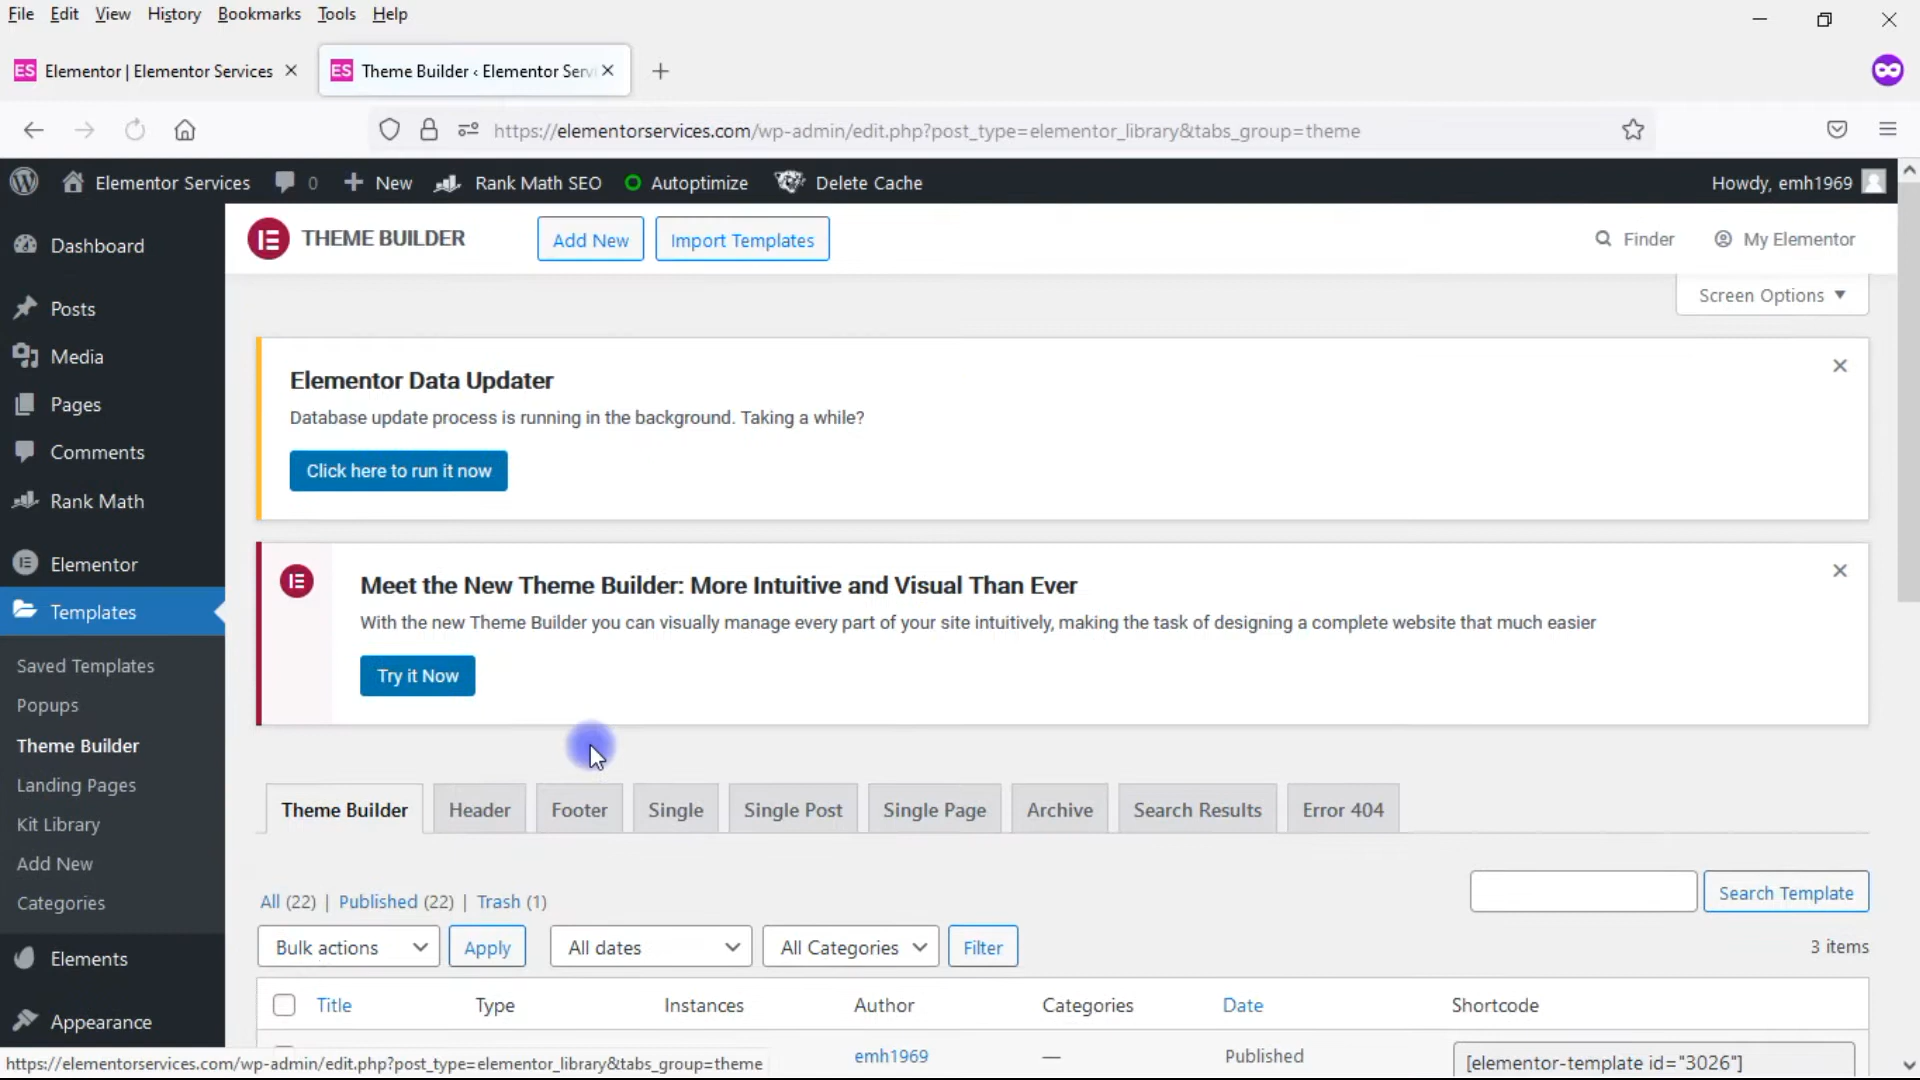 File Edit View History Bookmarks Tools Help
ES Elementor | Elementor Services
ES Theme Builder ‹ Elementor Serv
https://elementorservices.com/wp-admin/edit.php?post_type=elementor_library&tabs_group=theme
Elementor Services 0 New Rank Math SEO Autoptimize Delete Cache Howdy, emh1969
Dashboard
Posts
Media
Pages
Comments
Rank Math
Elementor
Templates
Saved Templates
Popups
Theme Builder
Landing Pages
Kit Library
Add New
Categories
Elements
Appearance
THEME BUILDER Add New Import Templates Finder My Elementor
Screen Options
Elementor Data Updater
Database update process is running in the background. Taking a while?
Click here to run it now
Meet the New Theme Builder: More Intuitive and Visual Than Ever
With the new Theme Builder you can visually manage every part of your site intuitively, making the task of designing a complete website that much easier
Try it Now
Theme Builder Header Footer Single Single Post Single Page Archive Search Results Error 404
All (22) | Published (22) | Trash (1)
Search Template
Bulk actions Apply All dates All Categories Filter 3 items
Title Type Instances Author Categories Date Shortcode
emh1969 — Published [elementor-template id="3026"]
https://elementorservices.com/wp-admin/edit.php?post_type=elementor_library&tabs_group=theme